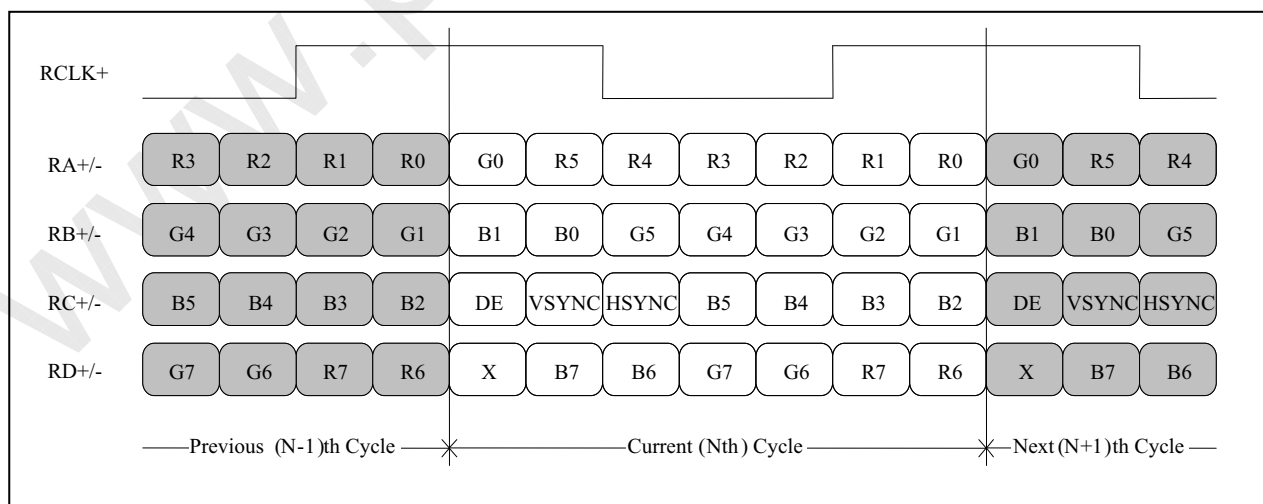 RCLK+
RA+/- R3 R2 R1 R0 G0 R5 R4 R3 R2 R1 R0 G0 R5 R4
RB+/- G4 G3 G2 G1 B1 B0 G5 G4 G3 G2 G1 B1 B0 G5
RC+/- B5 B4 B3 B2 DE VSYNC HSYNC B5 B4 B3 B2 DE VSYNC HSYNC
RD+/- G7 G6 R7 R6 X B7 B6 G7 G6 R7 R6 X B7 B6
Previous (N-1)th Cycle Current (Nth) Cycle Next (N+1)th Cycle